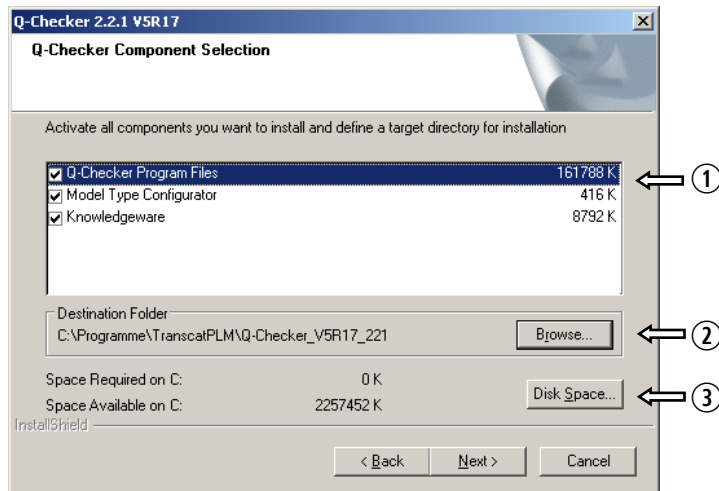 Q-Checker 2.2.1 V5R17
Q-Checker Component Selection
Activate all components you want to install and define a target directory for installation
Q-Checker Program Files 161788 K
Model Type Configurator 416 K
Knowledgeware 8792 K
1
Destination Folder
C:\Programme\TranscatPLM\Q-Checker_V5R17_221 Browse...
2
Space Required on C: 0 K
Space Available on C: 2257452 K
Disk Space...
3
InstallShield
< Back Next > Cancel